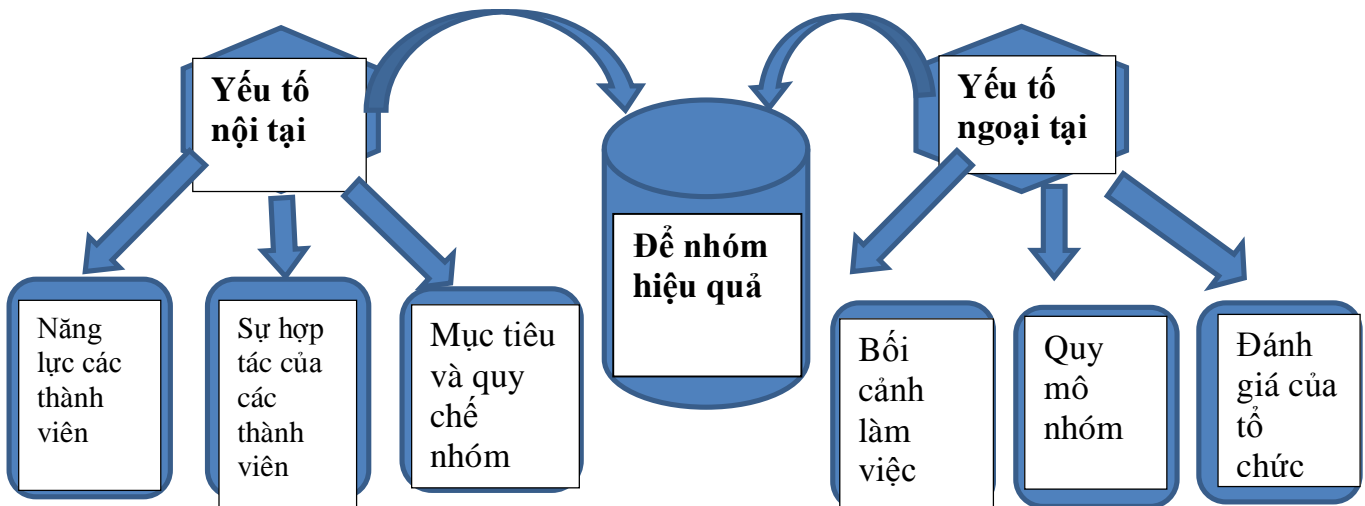 Yếu tố
nội tại
Yếu tố
ngoại tại
Để nhóm
hiệu quả
Năng
lực các
thành
viên
Sự hợp
tác của
các
thành
viên
Mục tiêu
và quy
chế
nhóm
Bối
cảnh
làm
việc
Quy
mô
nhóm
Đánh
giá của
tổ
chức